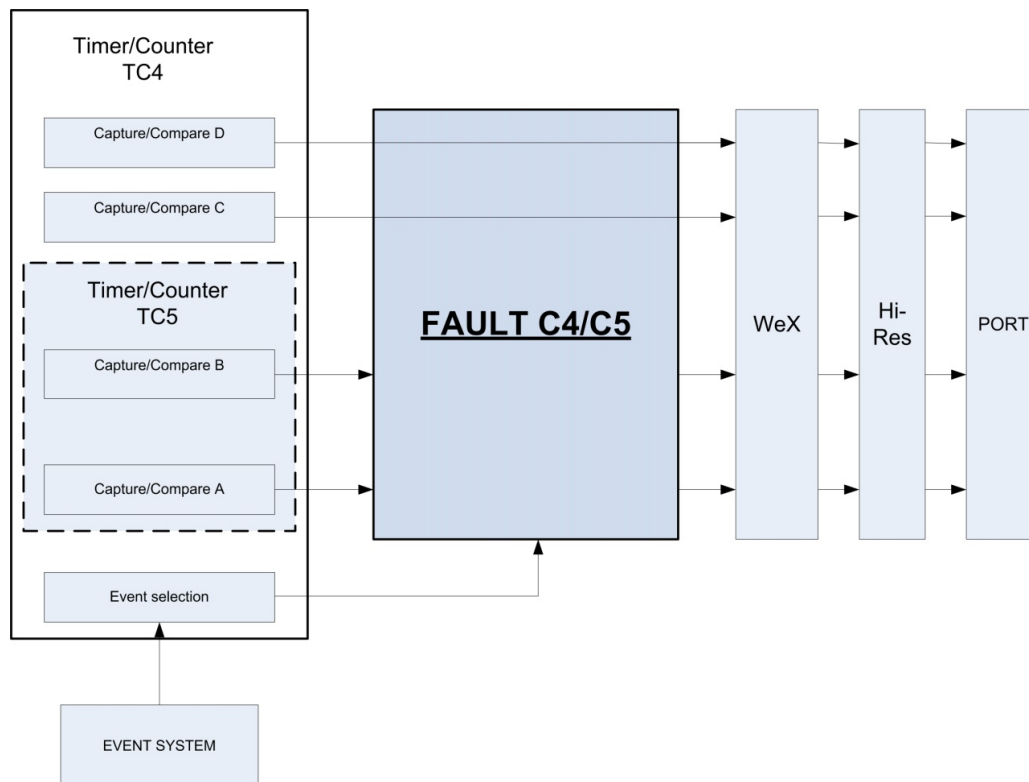 Timer/Counter
TC4
Capture/Compare D
Capture/Compare C
Timer/Counter
TC5
Capture/Compare B
Capture/Compare A
Event selection
EVENT SYSTEM
FAULT C4/C5
WeX
Hi-
Res
PORT